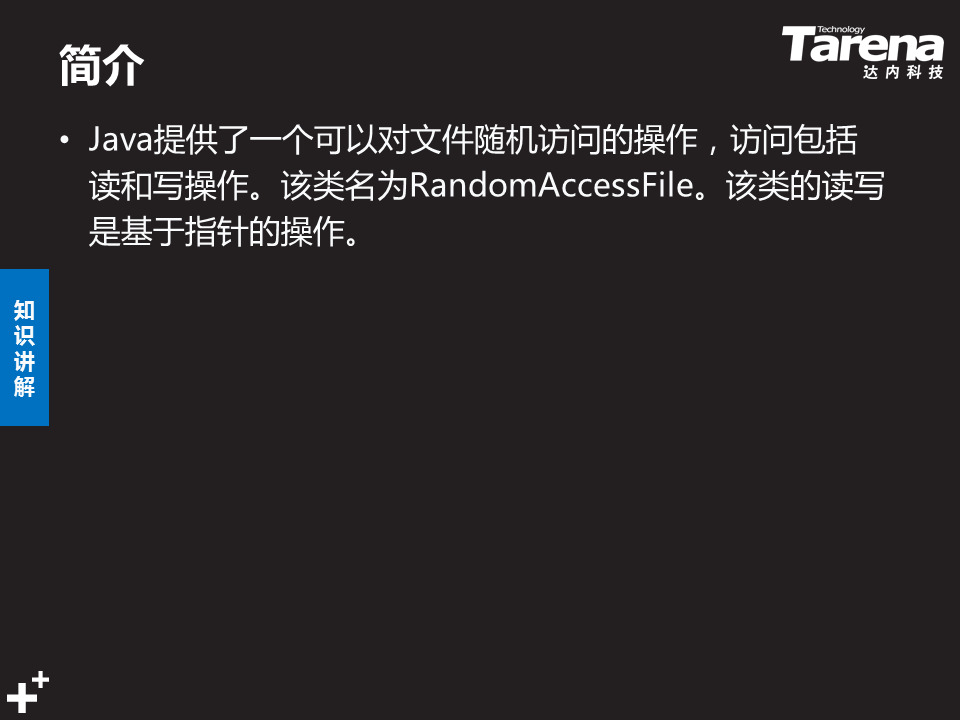 简介
Technology
Tarena
达内科技
• Java提供了一个可以对文件随机访问的操作，访问包括
读和写操作。该类名为RandomAccessFile。该类的读写
是基于指针的操作。
知
识
讲
解